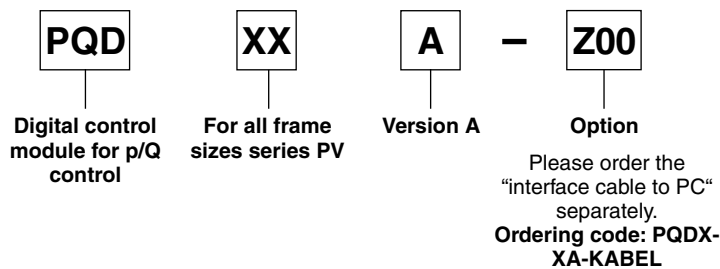 PQD XX A – Z00
Digital control
module for p/Q
control
For all frame
sizes series PV
Version A
Option
Please order the
“interface cable to PC“
separately.
Ordering code: PQDX-
XA-KABEL